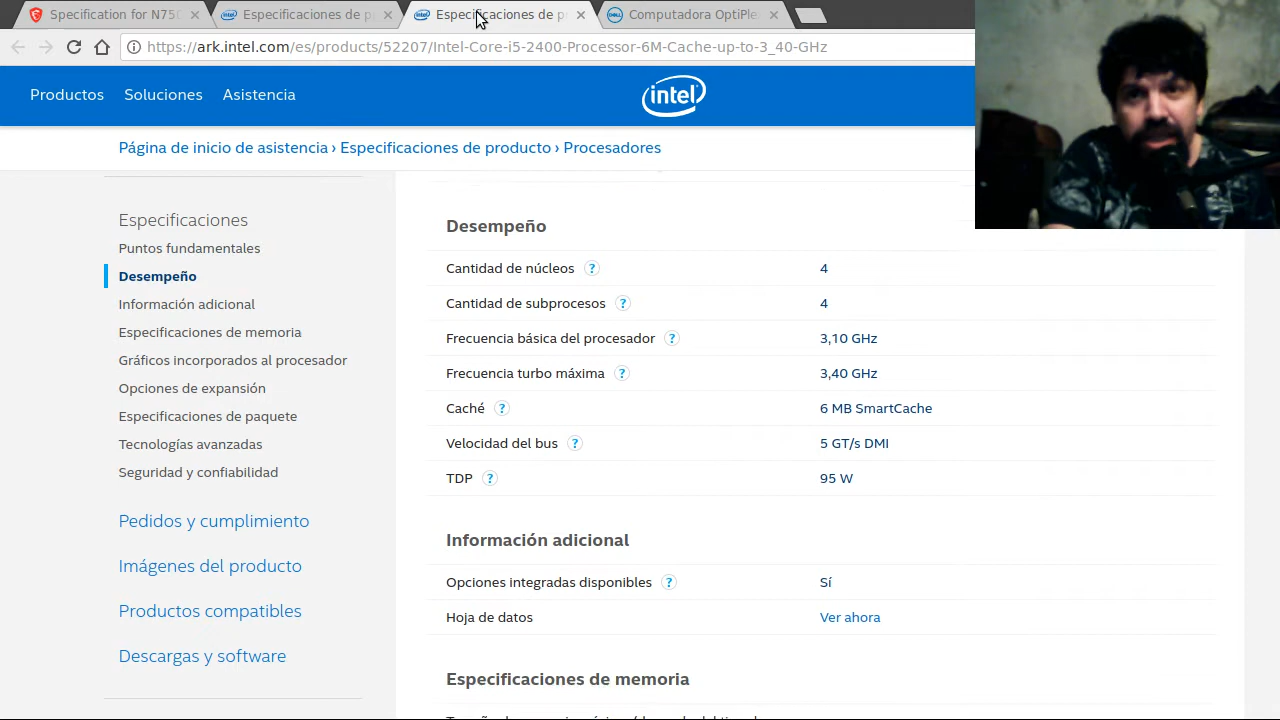 Specification for N750
Especificaciones de p
Especificaciones de p
Computadora OptiPle
https://ark.intel.com/es/products/52207/Intel-Core-i5-2400-Processor-6M-Cache-up-to-3_40-GHz
Productos Soluciones Asistencia
intel
Página de inicio de asistencia › Especificaciones de producto › Procesadores
Especificaciones
Puntos fundamentales
Desempeño
Información adicional
Especificaciones de memoria
Gráficos incorporados al procesador
Opciones de expansión
Especificaciones de paquete
Tecnologías avanzadas
Seguridad y confiabilidad
Pedidos y cumplimiento
Imágenes del producto
Productos compatibles
Descargas y software
Desempeño
Cantidad de núcleos ? 4
Cantidad de subprocesos ? 4
Frecuencia básica del procesador ? 3,10 GHz
Frecuencia turbo máxima ? 3,40 GHz
Caché ? 6 MB SmartCache
Velocidad del bus ? 5 GT/s DMI
TDP ? 95 W
Información adicional
Opciones integradas disponibles ? Sí
Hoja de datos Ver ahora
Especificaciones de memoria